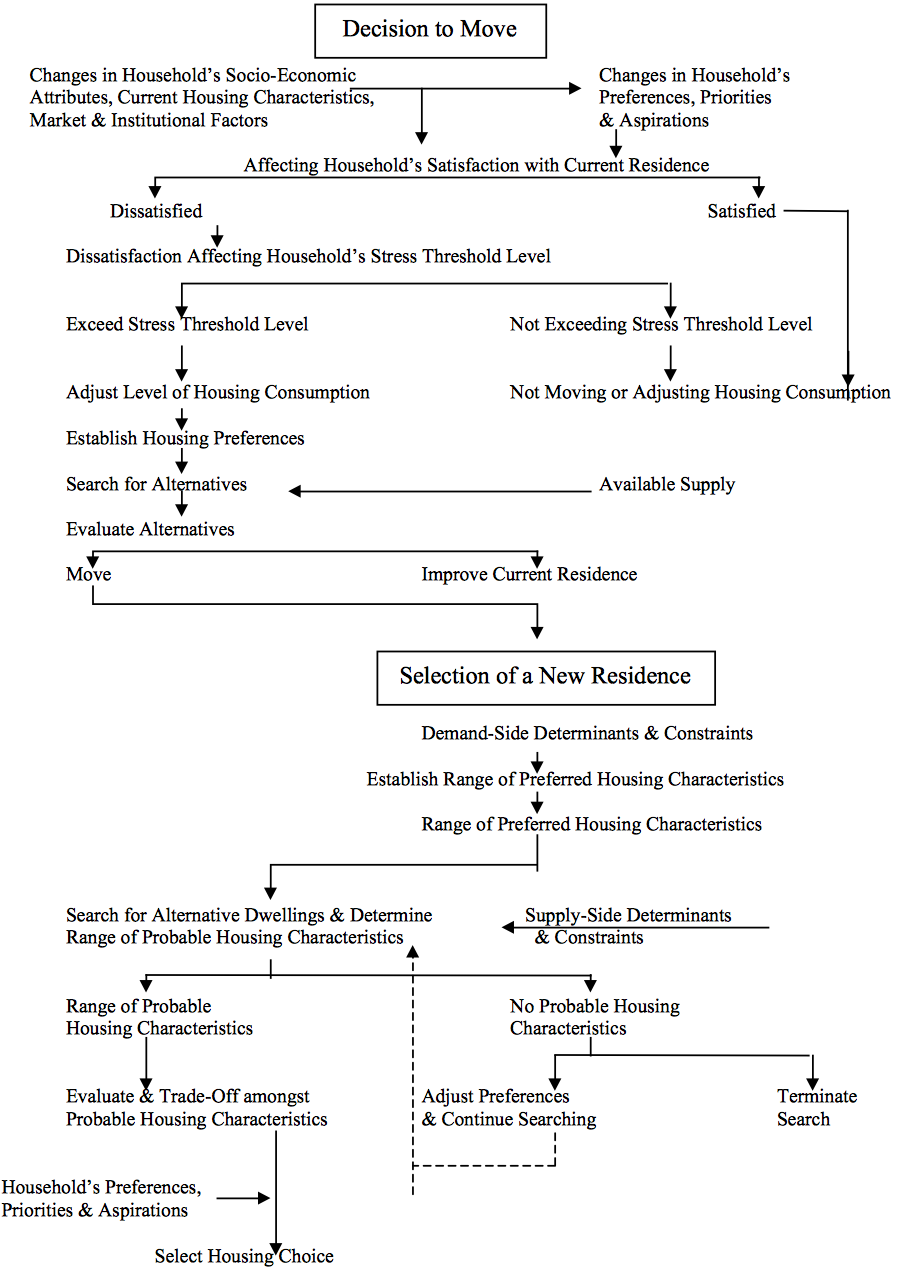 Decision to Move
Changes in Household's Socio-Economic
Attributes, Current Housing Characteristics,
Market & Institutional Factors
Changes in Household's
Preferences, Priorities
& Aspirations
Affecting Household's Satisfaction with Current Residence
Dissatisfied
Satisfied
Dissatisfaction Affecting Household's Stress Threshold Level
Exceed Stress Threshold Level
Not Exceeding Stress Threshold Level
Adjust Level of Housing Consumption
Not Moving or Adjusting Housing Consumption
Establish Housing Preferences
Search for Alternatives
Available Supply
Evaluate Alternatives
Move
Improve Current Residence
Selection of a New Residence
Demand-Side Determinants & Constraints
Establish Range of Preferred Housing Characteristics
Range of Preferred Housing Characteristics
Search for Alternative Dwellings & Determine
Range of Probable Housing Characteristics
Supply-Side Determinants
& Constraints
Range of Probable
Housing Characteristics
No Probable Housing
Characteristics
Evaluate & Trade-Off amongst
Probable Housing Characteristics
Adjust Preferences
& Continue Searching
Terminate
Search
Household's Preferences,
Priorities & Aspirations
Select Housing Choice